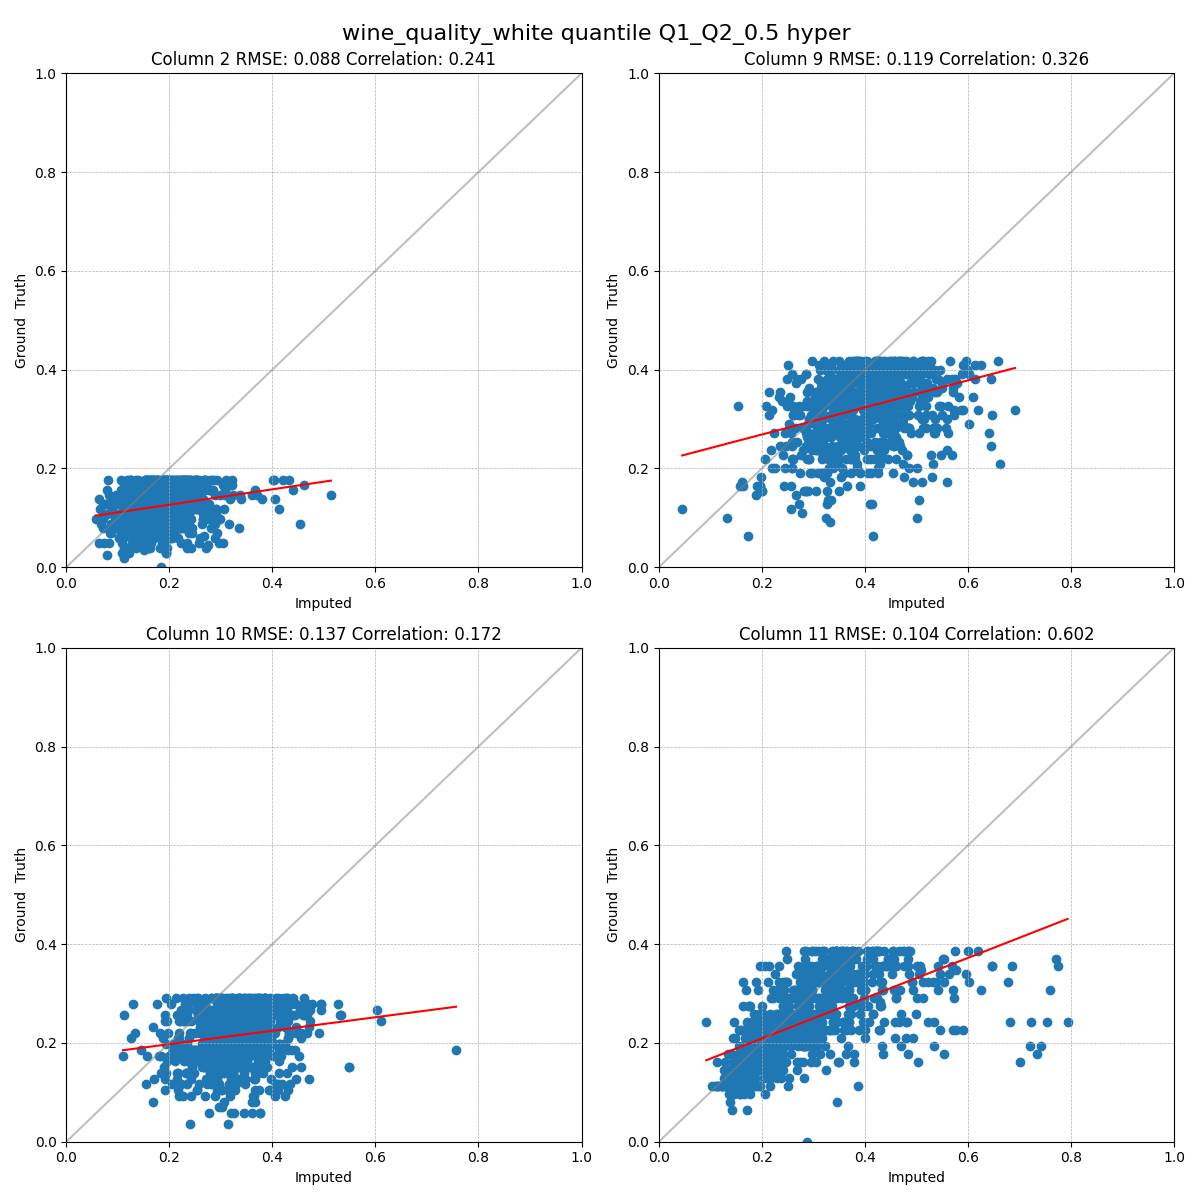 wine_quality_white quantile Q1_Q2_0.5 hyper
Column 2 RMSE: 0.088 Correlation: 0.241
Column 9 RMSE: 0.119 Correlation: 0.326
1.0
0.8
0.6
0.4
0.2
0.0
Ground Truth
0.0 0.2 0.4 0.6 0.8 1.0
Imputed
1.0
0.8
0.6
0.4
0.2
0.0
Ground Truth
0.0 0.2 0.4 0.6 0.8 1.0
Imputed
Column 10 RMSE: 0.137 Correlation: 0.172
Column 11 RMSE: 0.104 Correlation: 0.602
1.0
0.8
0.6
0.4
0.2
0.0
Ground Truth
0.0 0.2 0.4 0.6 0.8 1.0
Imputed
1.0
0.8
0.6
0.4
0.2
0.0
Ground Truth
0.0 0.2 0.4 0.6 0.8 1.0
Imputed